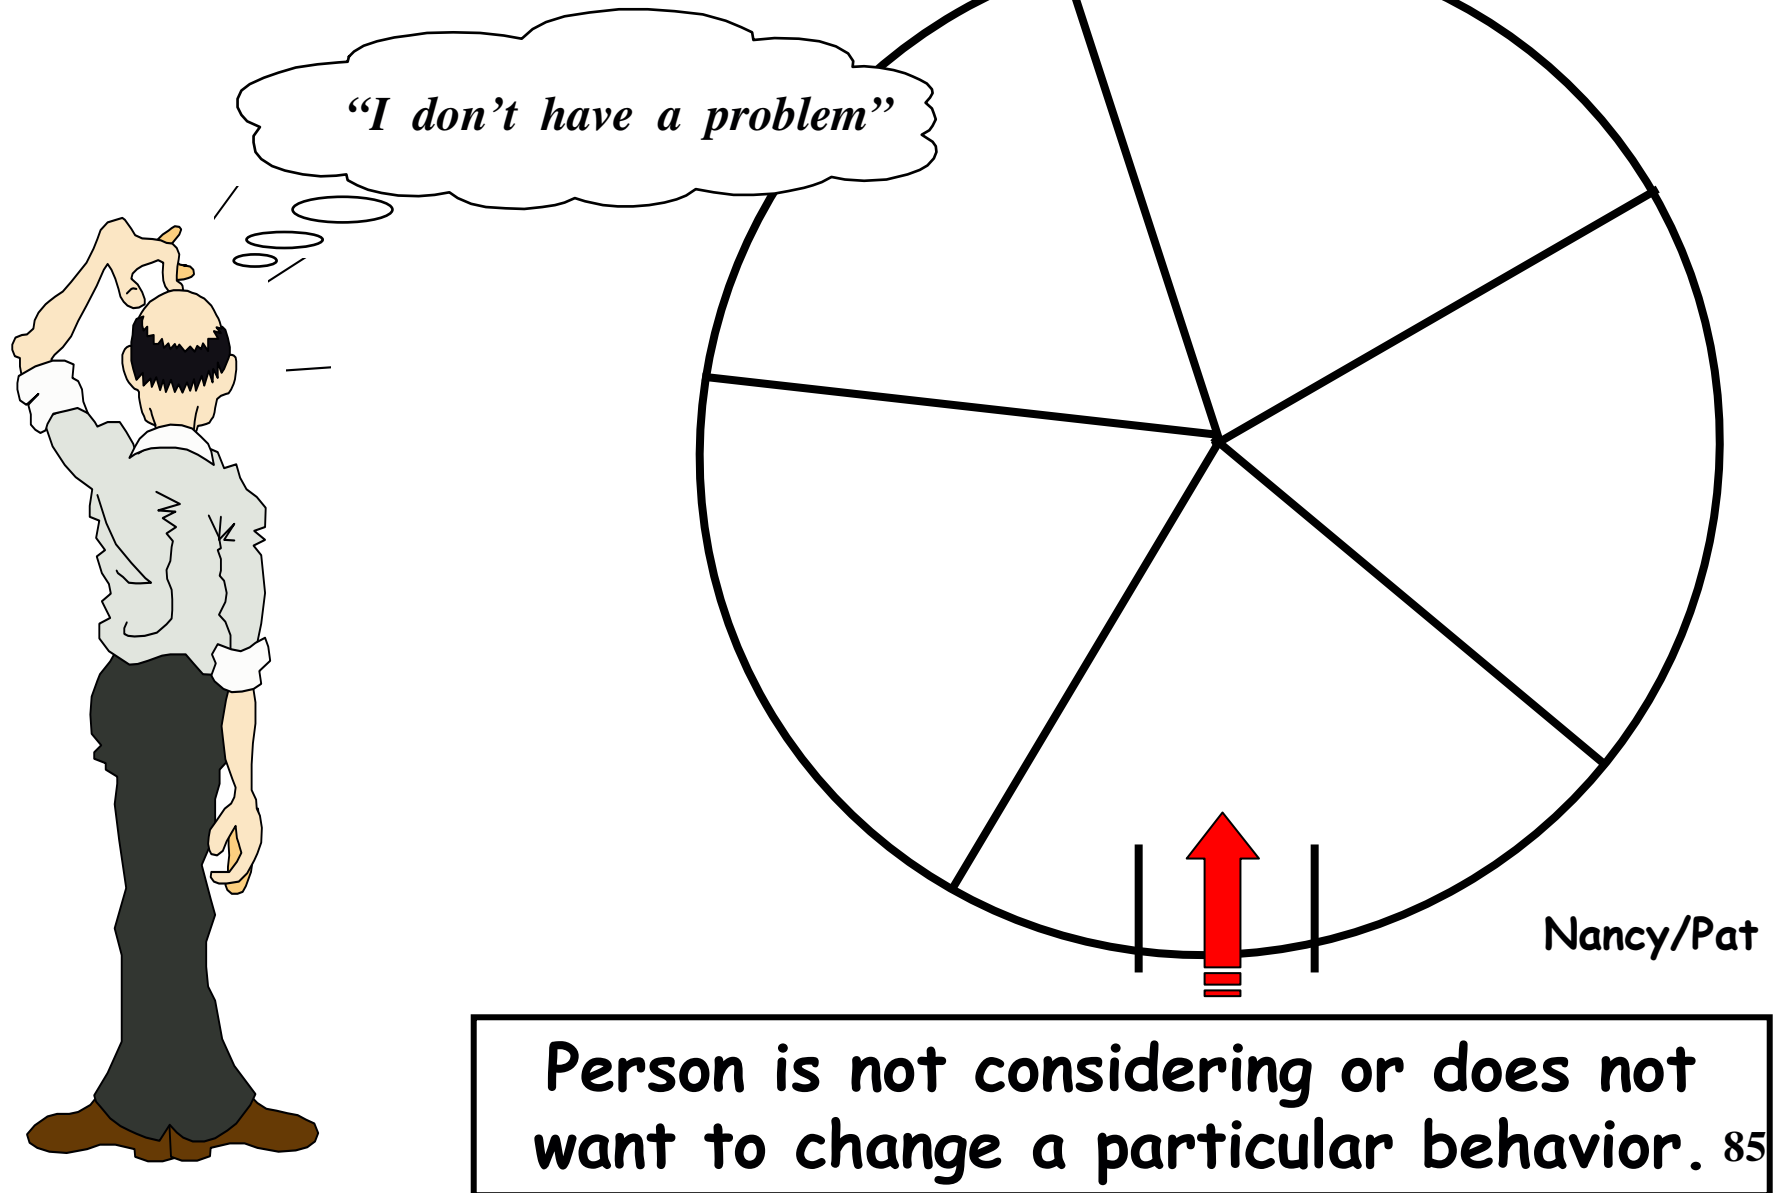 “I don’t have a problem”
Nancy/Pat
Person is not considering or does not
want to change a particular behavior.
85